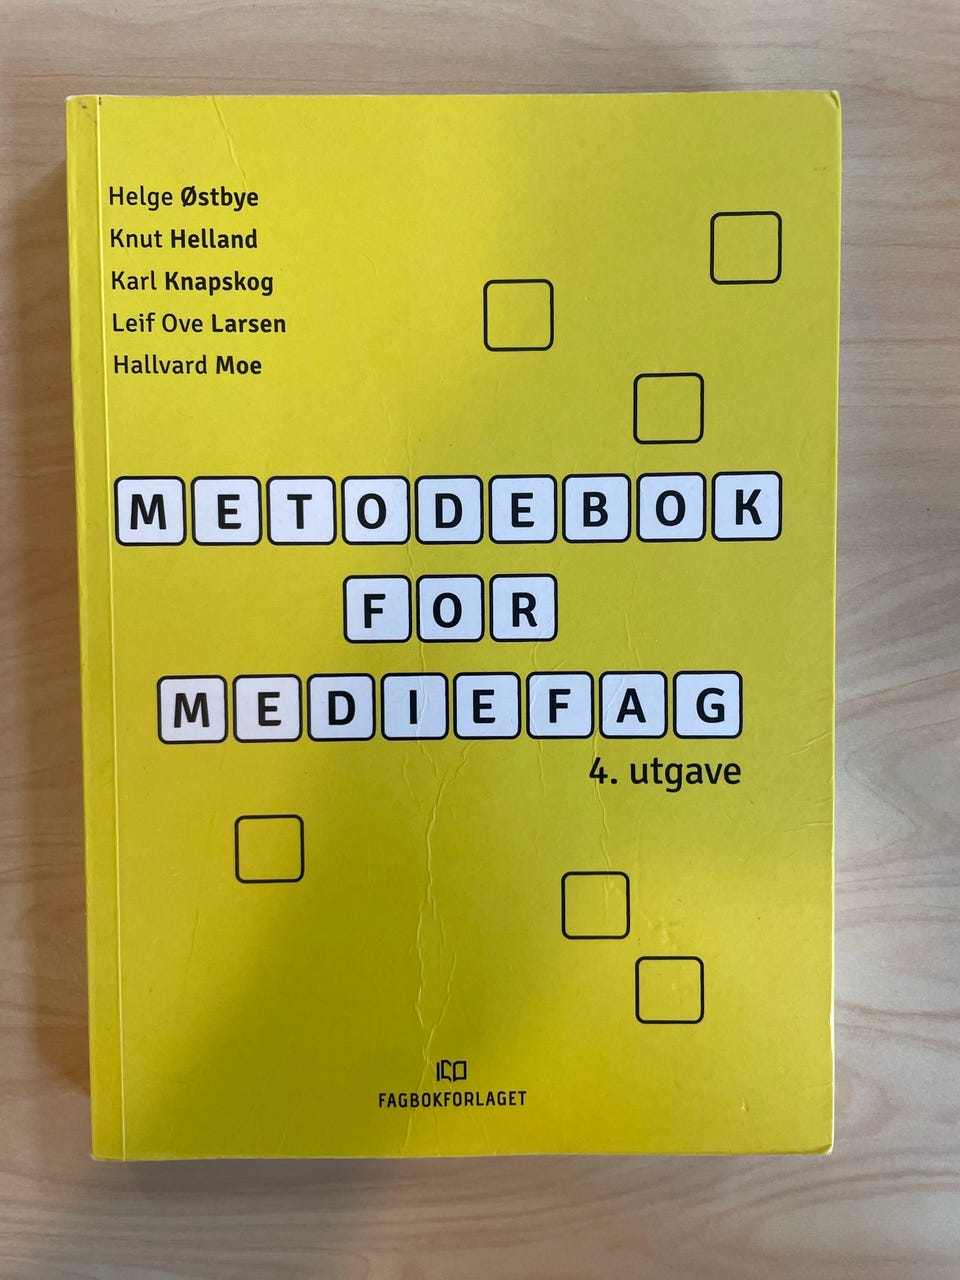 Helge Østbye
Knut Helland
Karl Knapskog
Leif Ove Larsen
Hallvard Moe
METODEBOK
FOR
MEDIEFAG
4. utgave
FAGBOKFORLAGET